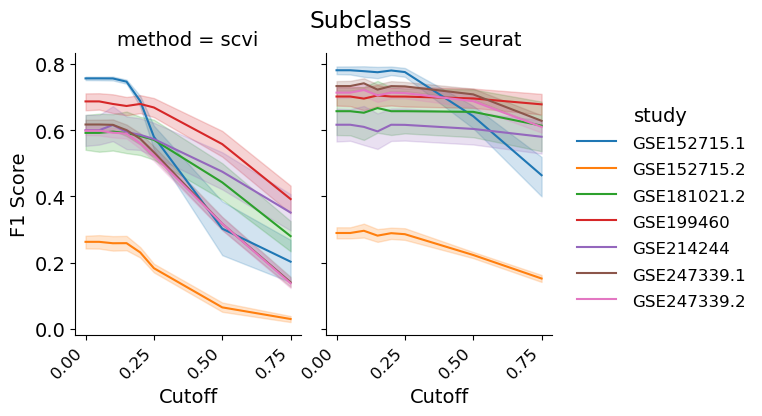 Subclass
method = scvi
method = seurat
F1 Score
0.8
0.6
0.4
0.2
0.0
0.00
0.25
0.50
0.75
Cutoff
0.00
0.25
0.50
0.75
Cutoff
study
GSE152715.1
GSE152715.2
GSE181021.2
GSE199460
GSE214244
GSE247339.1
GSE247339.2